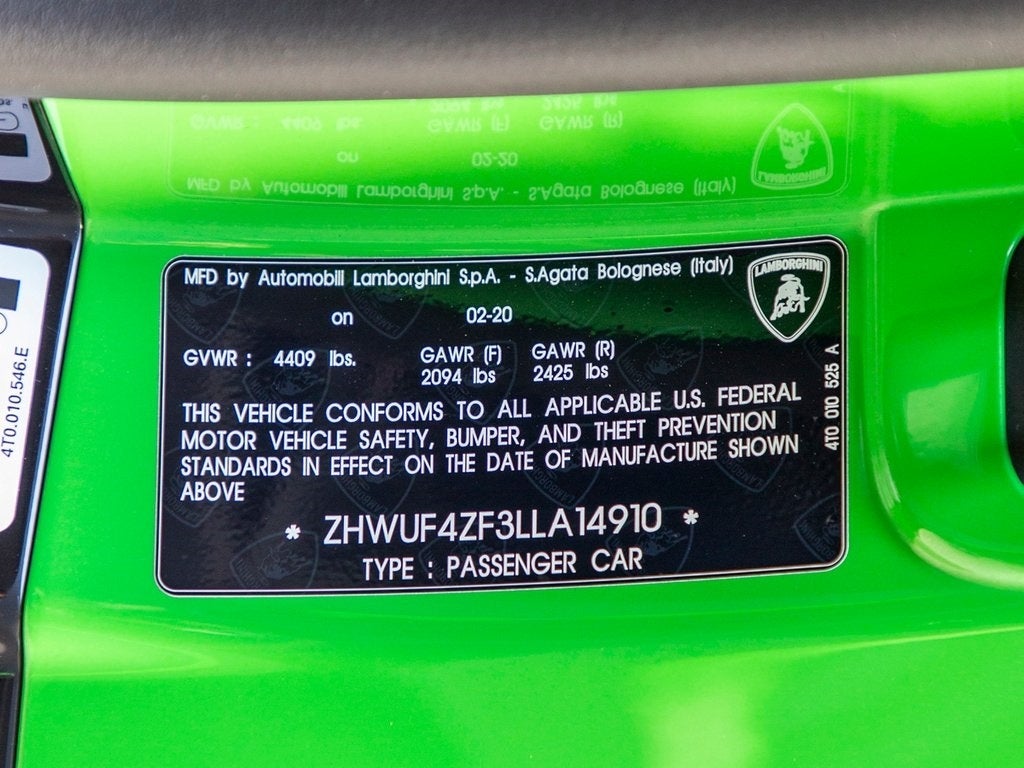 MFD by Automobili Lamborghini S.p.A. - S.Agata Bolognese (Italy)
LAMBORGHINI
on 02-20
GVWR : 4409 lbs. GAWR (F) GAWR (R)
2094 lbs 2425 lbs
THIS VEHICLE CONFORMS TO ALL APPLICABLE U.S. FEDERAL
MOTOR VEHICLE SAFETY, BUMPER, AND THEFT PREVENTION
STANDARDS IN EFFECT ON THE DATE OF MANUFACTURE SHOWN
ABOVE
* ZHWUF4ZF3LLA14910 *
TYPE : PASSENGER CAR
4T0 010 525 A
4T0.010.546.E